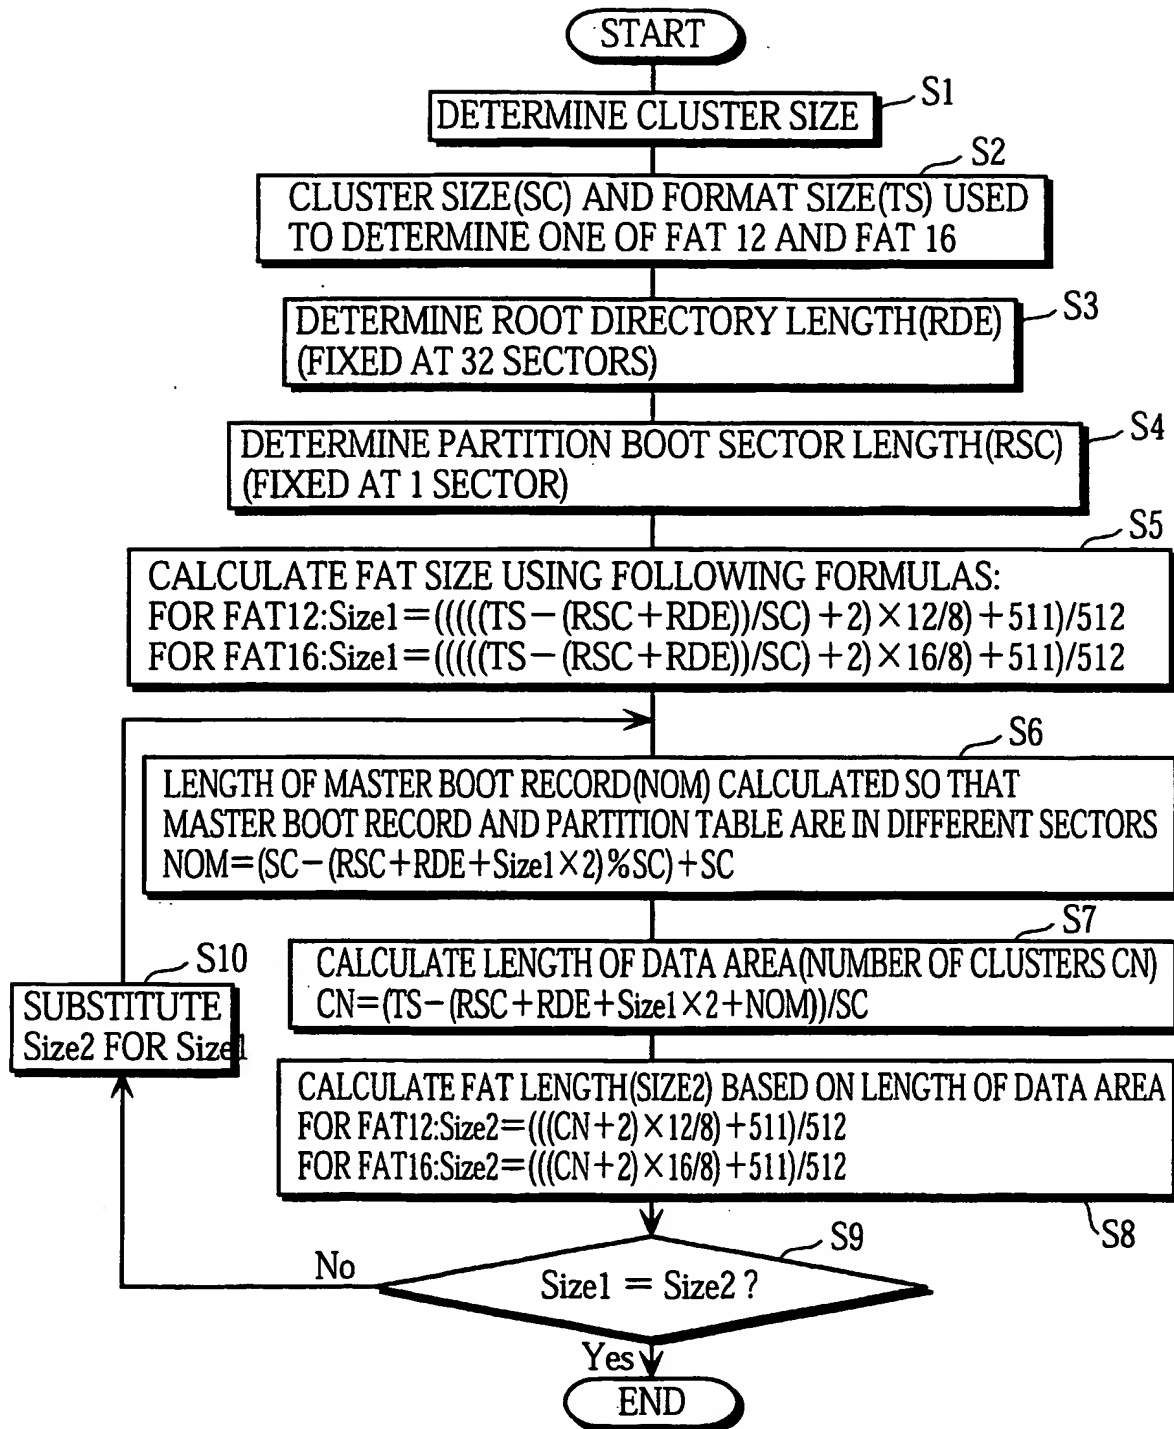 START
S1
DETERMINE CLUSTER SIZE
S2
CLUSTER SIZE(SC) AND FORMAT SIZE(TS) USED
TO DETERMINE ONE OF FAT 12 AND FAT 16
S3
DETERMINE ROOT DIRECTORY LENGTH(RDE)
(FIXED AT 32 SECTORS)
S4
DETERMINE PARTITION BOOT SECTOR LENGTH(RSC)
(FIXED AT 1 SECTOR)
S5
CALCULATE FAT SIZE USING FOLLOWING FORMULAS:
FOR FAT12:Size1=(((((TS-(RSC+RDE))/SC)+2)×12/8)+511)/512
FOR FAT16:Size1=(((((TS-(RSC+RDE))/SC)+2)×16/8)+511)/512
S6
LENGTH OF MASTER BOOT RECORD(NOM) CALCULATED SO THAT
MASTER BOOT RECORD AND PARTITION TABLE ARE IN DIFFERENT SECTORS
NOM=(SC-(RSC+RDE+Size1×2)%SC)+SC
S7
CALCULATE LENGTH OF DATA AREA(NUMBER OF CLUSTERS CN)
CN=(TS-(RSC+RDE+Size1×2+NOM))/SC
S10
SUBSTITUTE
Size2 FOR Size1
CALCULATE FAT LENGTH(SIZE2) BASED ON LENGTH OF DATA AREA
FOR FAT12:Size2=(((CN+2)×12/8)+511)/512
FOR FAT16:Size2=(((CN+2)×16/8)+511)/512
S8
S9
No
Size1 = Size2 ?
Yes
END